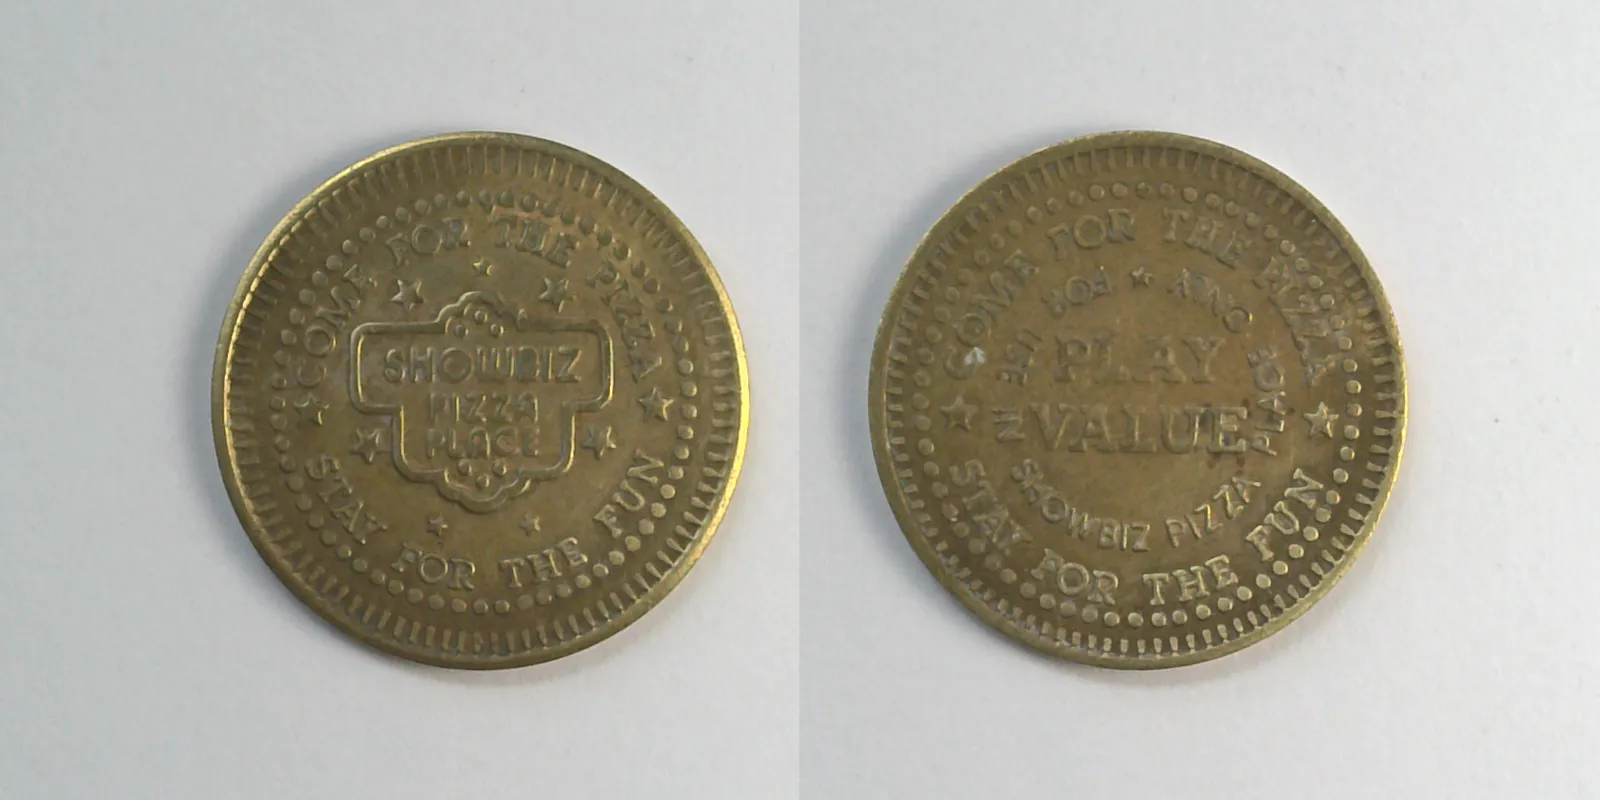 COME FOR THE PIZZA
SHOWBIZ
PIZZA
PLACE
STAY FOR THE FUN
COME FOR THE PIZZA
PLAY
VALUE
ONLY FOR USE IN SHOWBIZ PIZZA PLACE
STAY FOR THE FUN